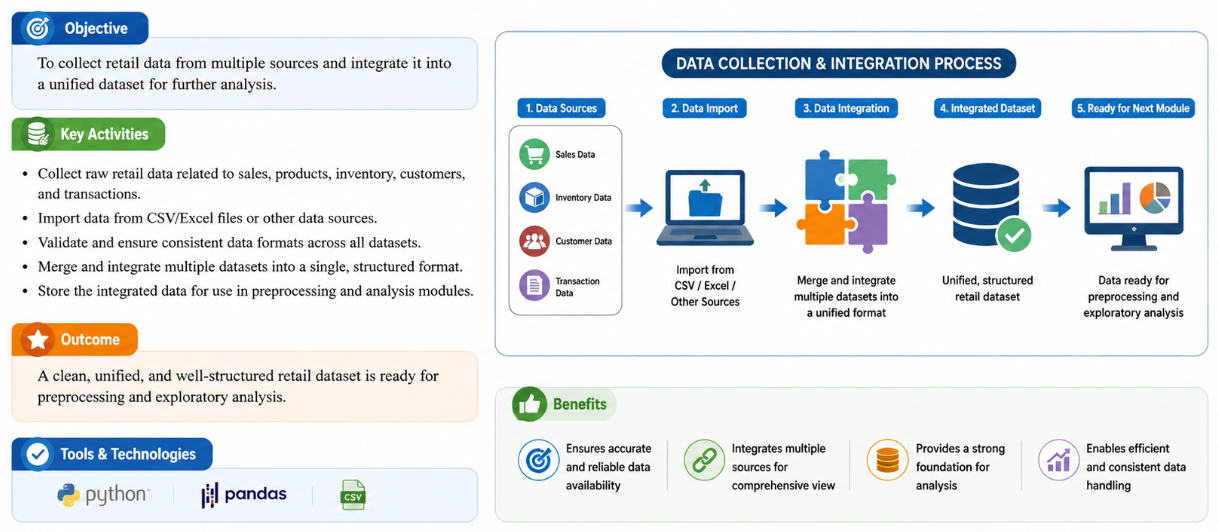 Objective
To collect retail data from multiple sources and integrate it into
a unified dataset for further analysis.
Key Activities
• Collect raw retail data related to sales, products, inventory, customers,
and transactions.
• Import data from CSV/Excel files or other data sources.
• Validate and ensure consistent data formats across all datasets.
• Merge and integrate multiple datasets into a single, structured format.
• Store the integrated data for use in preprocessing and analysis modules.
Outcome
A clean, unified, and well-structured retail dataset is ready for
preprocessing and exploratory analysis.
Tools & Technologies
python
pandas
CSV
DATA COLLECTION & INTEGRATION PROCESS
1. Data Sources
Sales Data
Inventory Data
Customer Data
Transaction
Data
2. Data Import
Import from
CSV / Excel /
Other Sources
3. Data Integration
Merge and integrate
multiple datasets into
a unified format
4. Integrated Dataset
Unified, structured
retail dataset
5. Ready for Next Module
Data ready for
preprocessing and
exploratory analysis
Benefits
Ensures accurate
and reliable data
availability
Integrates multiple
sources for
comprehensive view
Provides a strong
foundation for
analysis
Enables efficient
and consistent data
handling